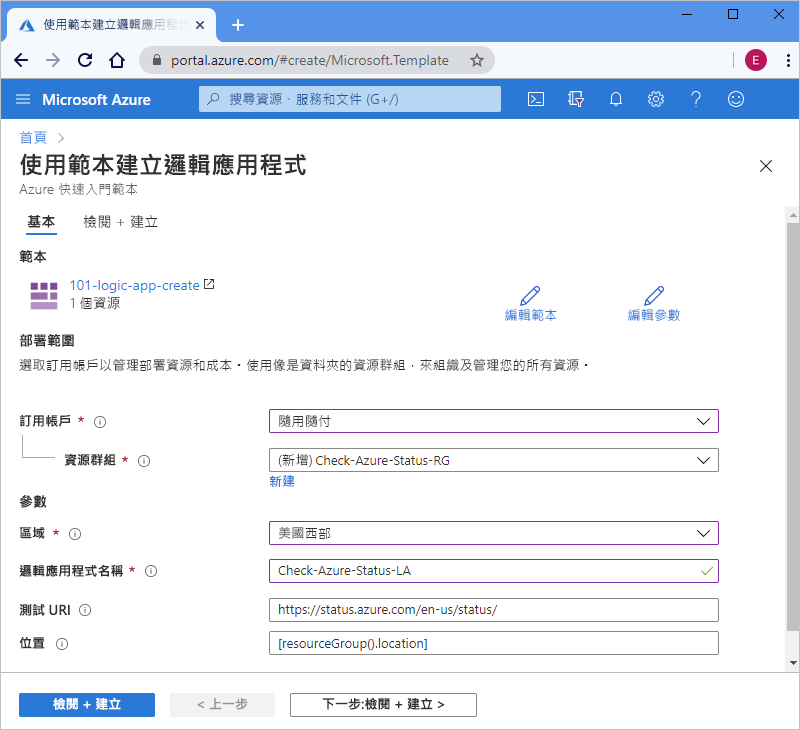 使用範本建立邏輯應用程式
portal.azure.com/#create/Microsoft.Template
E
Microsoft Azure
搜尋資源、服務和文件 (G+/)
首頁 >
使用範本建立邏輯應用程式
Azure 快速入門範本
基本
檢閱 + 建立
範本
101-logic-app-create
1 個資源
編輯範本
編輯參數
部署範圍
選取訂用帳戶以管理部署資源和成本。使用像是資料夾的資源群組，來組織及管理您的所有資源。
訂用帳戶 *
隨用隨付
資源群組 *
(新增) Check-Azure-Status-RG
新建
參數
區域 *
美國西部
邏輯應用程式名稱 *
Check-Azure-Status-LA
測試 URI
https://status.azure.com/en-us/status/
位置
[resourceGroup().location]
檢閱 + 建立
< 上一步
下一步:檢閱 + 建立 >